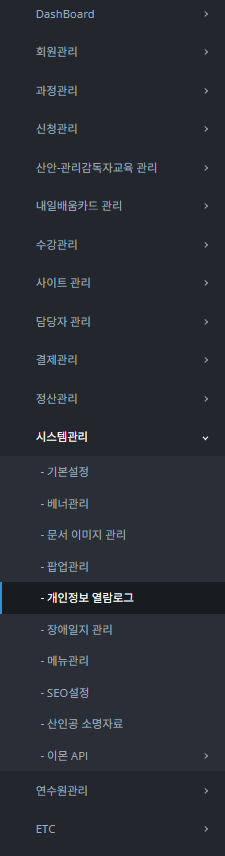 DashBoard
회원관리
과정관리
신청관리
산안-관리감독자교육 관리
내일배움카드 관리
수강관리
사이트 관리
담당자 관리
결제관리
정산관리
시스템관리
- 기본설정
- 베너관리
- 문서 이미지 관리
- 팝업관리
- 개인정보 열람로그
- 장애일지 관리
- 메뉴관리
- SEO설정
- 산인공 소명자료
- 이몬 API
연수원관리
ETC